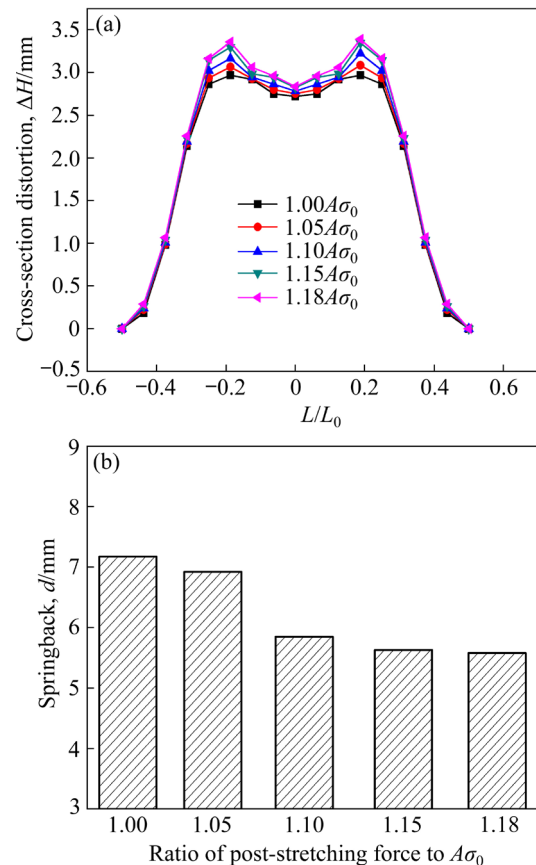 (a)
3.5
3.0
2.5
2.0
1.5
1.0
0.5
0
−0.5
Cross-section distortion, ΔH/mm
1.00Aσ₀
1.05Aσ₀
1.10Aσ₀
1.15Aσ₀
1.18Aσ₀
−0.6 −0.4 −0.2 0 0.2 0.4 0.6
L/L₀
(b)
9
8
7
6
5
4
3
Springback, d/mm
1.00 1.05 1.10 1.15 1.18
Ratio of post-stretching force to Aσ₀